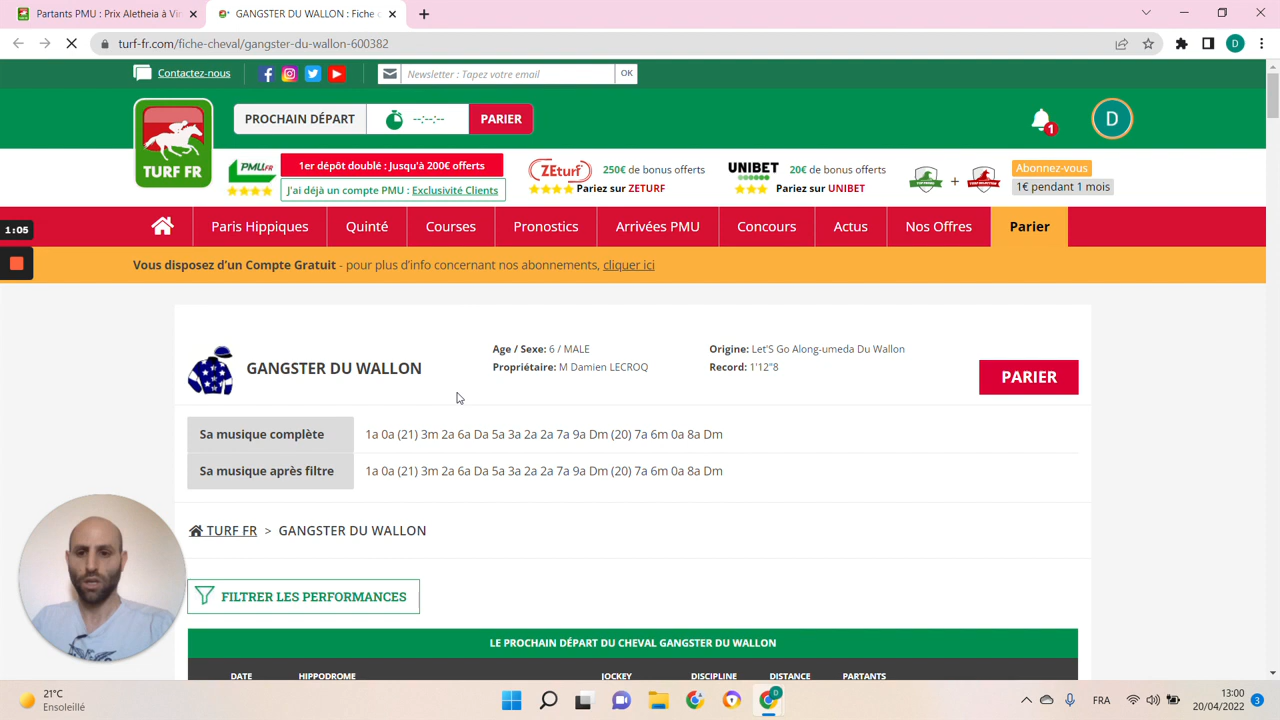 Partants PMU : Prix Aletheia à Vin
GANGSTER DU WALLON : Fiche c
turf-fr.com/fiche-cheval/gangster-du-wallon-600382
D
Contactez-nous
Newsletter : Tapez votre email
OK
TURF FR
PROCHAIN DÉPART
--:--:--
PARIER
1
D
PMU.FR
1er dépôt doublé : Jusqu'à 200€ offerts
J'ai déjà un compte PMU : Exclusivité Clients
ZEturf
250€ de bonus offerts
Pariez sur ZETURF
UNIBET
20€ de bonus offerts
Pariez sur UNIBET
+
Abonnez-vous
1€ pendant 1 mois
1:05
Paris Hippiques
Quinté
Courses
Pronostics
Arrivées PMU
Concours
Actus
Nos Offres
Parier
Vous disposez d'un Compte Gratuit - pour plus d'info concernant nos abonnements, cliquer ici
GANGSTER DU WALLON
Age / Sexe: 6 / MALE
Propriétaire: M Damien LECROQ
Origine: Let'S Go Along-umeda Du Wallon
Record: 1'12"8
PARIER
Sa musique complète
1a 0a (21) 3m 2a 6a Da 5a 3a 2a 2a 7a 9a Dm (20) 7a 6m 0a 8a Dm
Sa musique après filtre
1a 0a (21) 3m 2a 6a Da 5a 3a 2a 2a 7a 9a Dm (20) 7a 6m 0a 8a Dm
TURF FR > GANGSTER DU WALLON
FILTRER LES PERFORMANCES
LE PROCHAIN DÉPART DU CHEVAL GANGSTER DU WALLON
DATE
HIPPODROME
JOCKEY
DISCIPLINE
DISTANCE
PARTANTS
21°C
Ensoleillé
D
FRA
13:00
20/04/2022
3